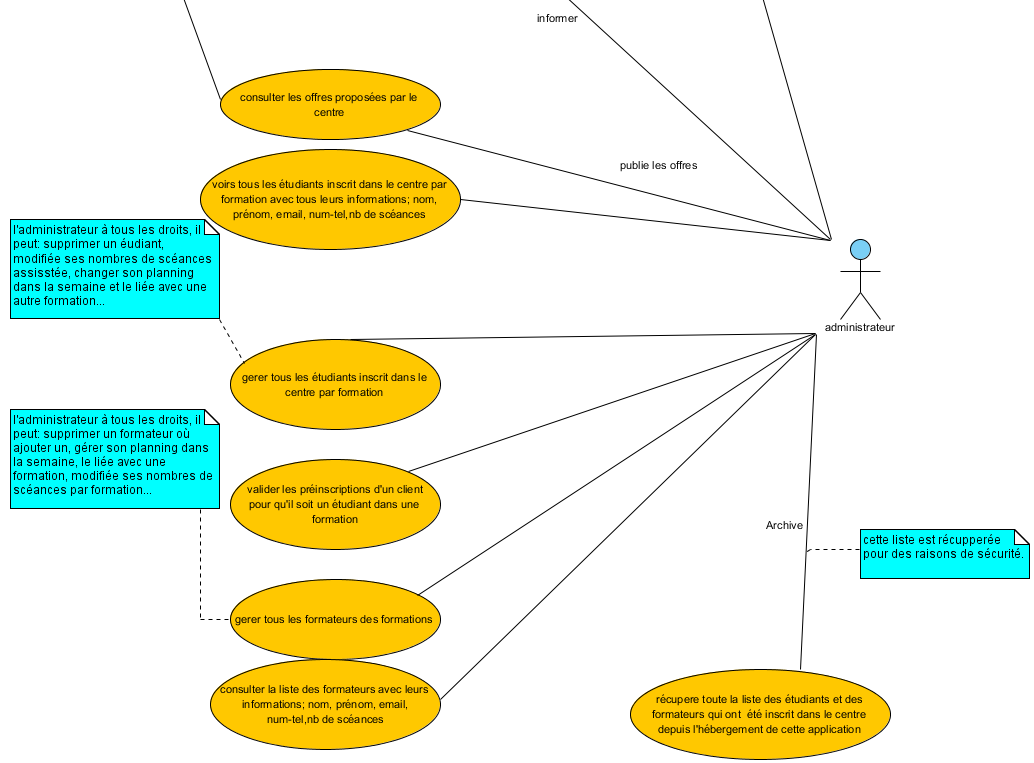 informer
consulter les offres proposées par le
centre
publie les offres
voirs tous les étudiants inscrit dans le centre par
formation avec tous leurs informations; nom,
prénom, email, num-tel,nb de scéances
l'administrateur à tous les droits, il
peut: supprimer un éudiant,
modifiée ses nombres de scéances
assisstée, changer son planning
dans la semaine et le liée avec une
autre formation...
administrateur
gerer tous les étudiants inscrit dans le
centre par formation
l'administrateur à tous les droits, il
peut: supprimer un formateur où
ajouter un, gérer son planning dans
la semaine, le liée avec une
formation, modifiée ses nombres de
scéances par formation...
valider les préinscriptions d'un client
pour qu'il soit un étudiant dans une
formation
Archive
cette liste est récupperée
pour des raisons de sécurité.
gerer tous les formateurs des formations
consulter la liste des formateurs avec leurs
informations; nom, prénom, email,
num-tel,nb de scéances
récupere toute la liste des étudiants et des
formateurs qui ont été inscrit dans le centre
depuis l'hébergement de cette application